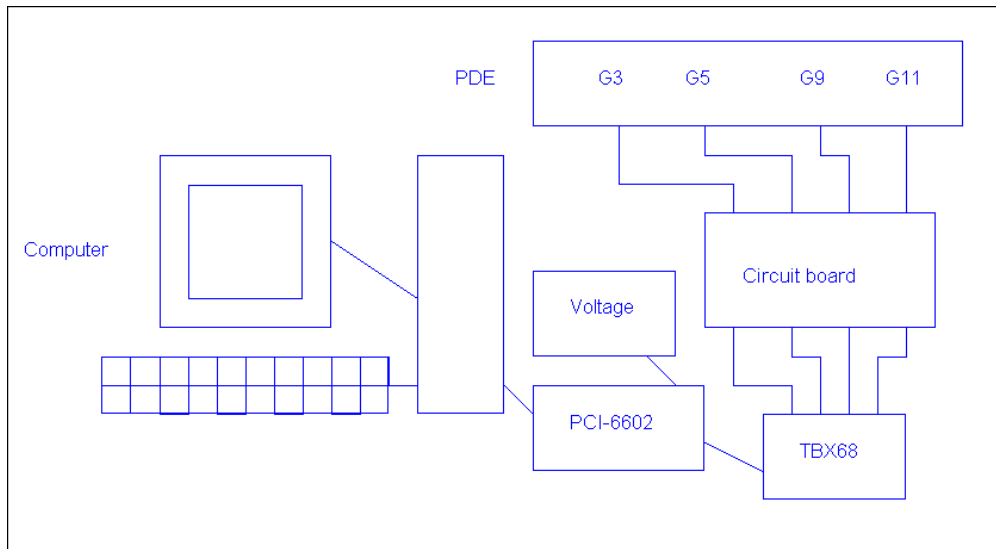 PDE
G3 G5 G9 G11
Computer
Circuit board
Voltage
PCI-6602
TBX68